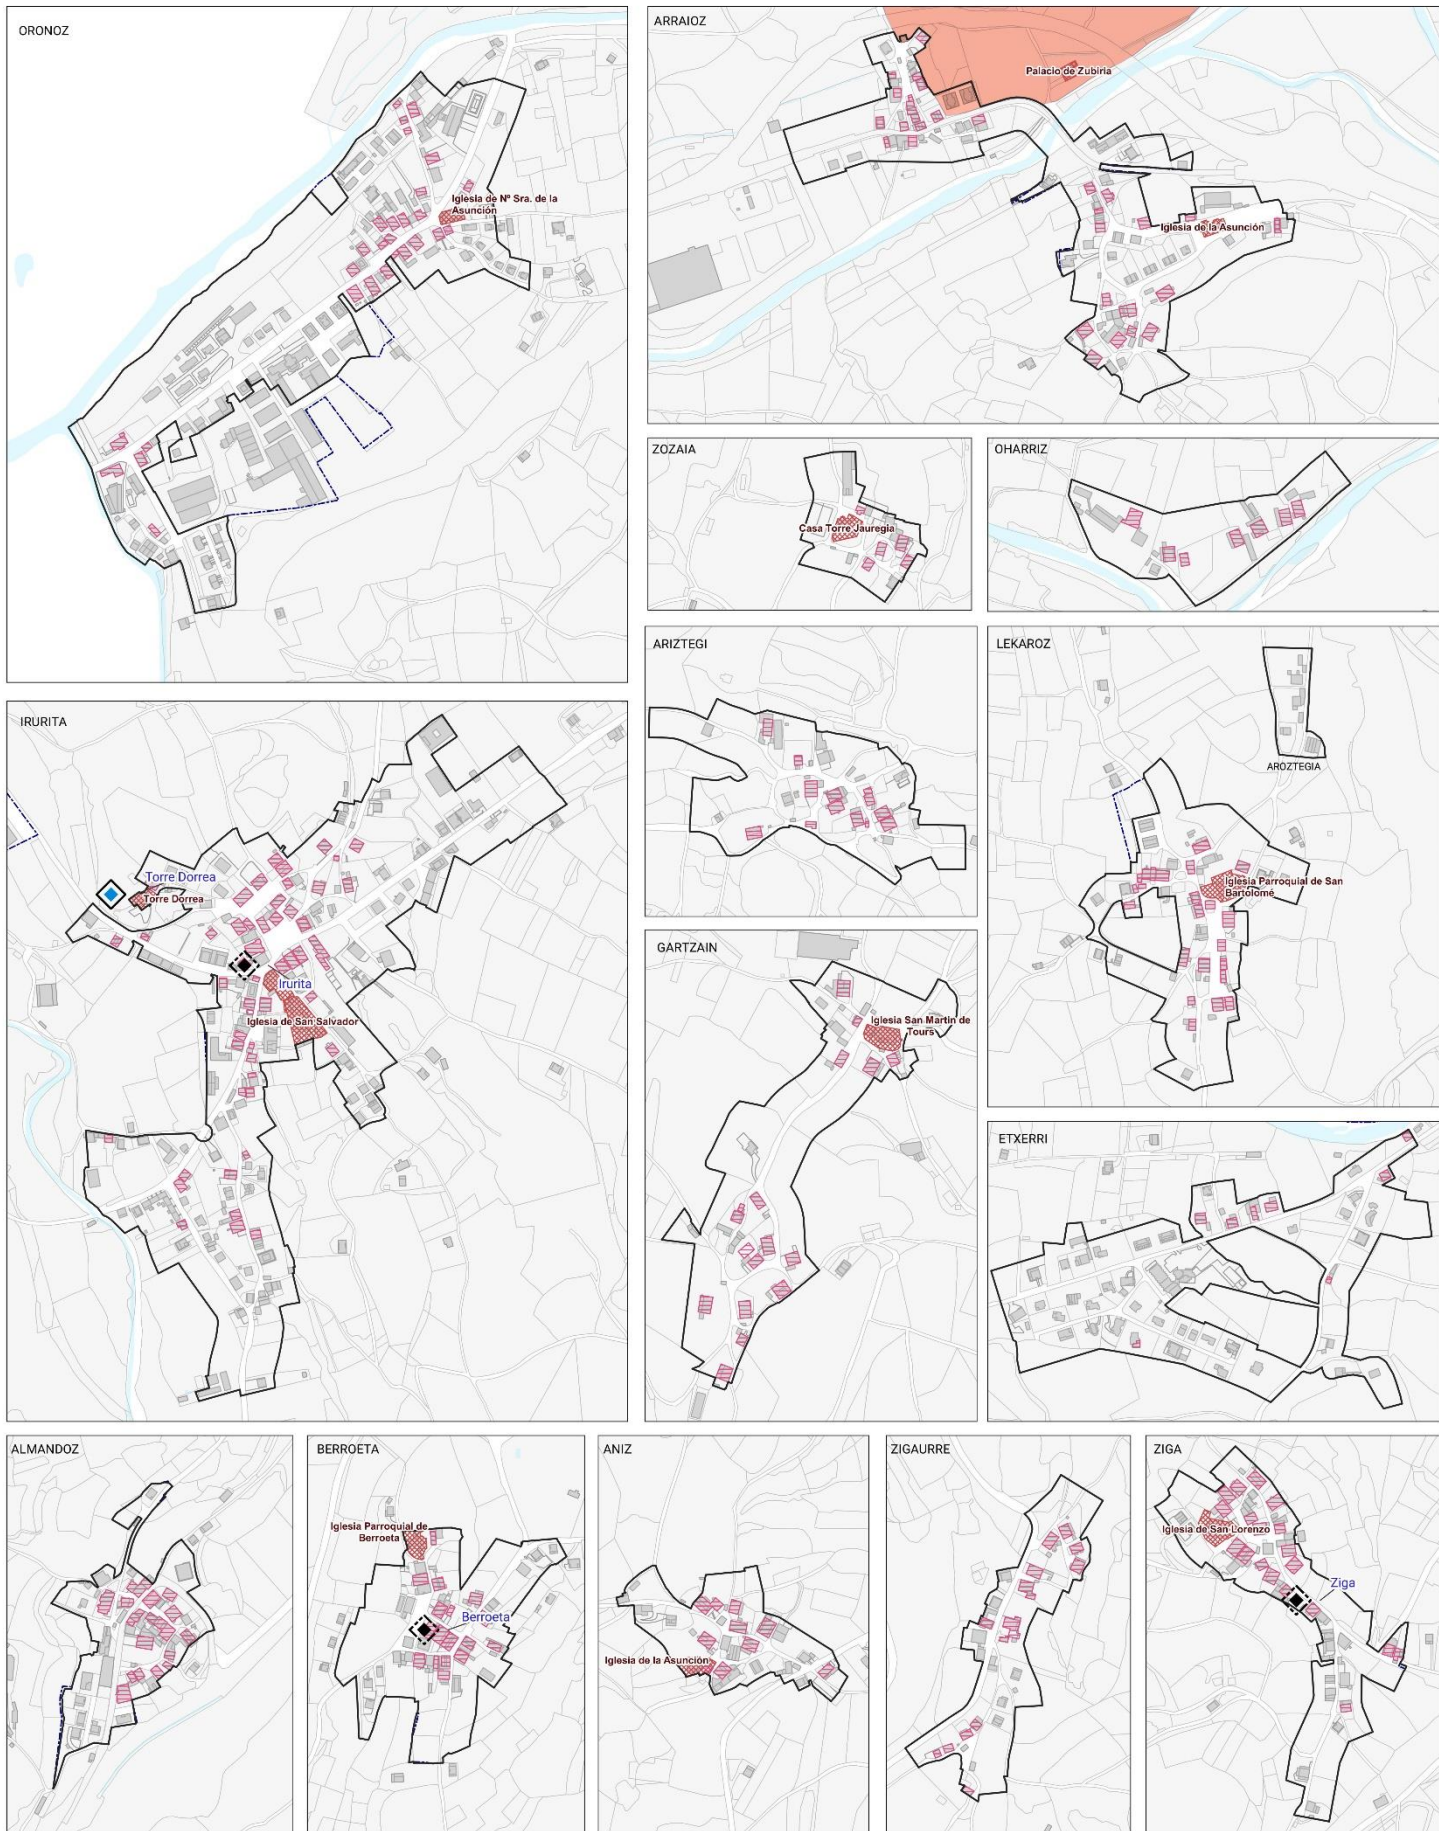 ORONOZ
Iglesia de Nª Sra. de la
Asunción
ARRAIOZ
Palacio de Zubiria
Iglesia de la Asunción
ZOZAIA
Casa Torre Jauregia
OHARRIZ
ARIZTEGI
LEKAROZ
AROZTEGIA
Iglesia Parroquial de San
Bartolomé
IRURITA
Torre Dorrea
Torre Dorrea
Irurita
Iglesia de San Salvador
GARTZAIN
Iglesia San Martin de
Tours
ETXERRI
ALMANDOZ
BERROETA
Iglesia Parroquial de
Berroeta
Berroeta
ANIZ
Iglesia de la Asunción
ZIGAURRE
ZIGA
Iglesia de San Lorenzo
Ziga